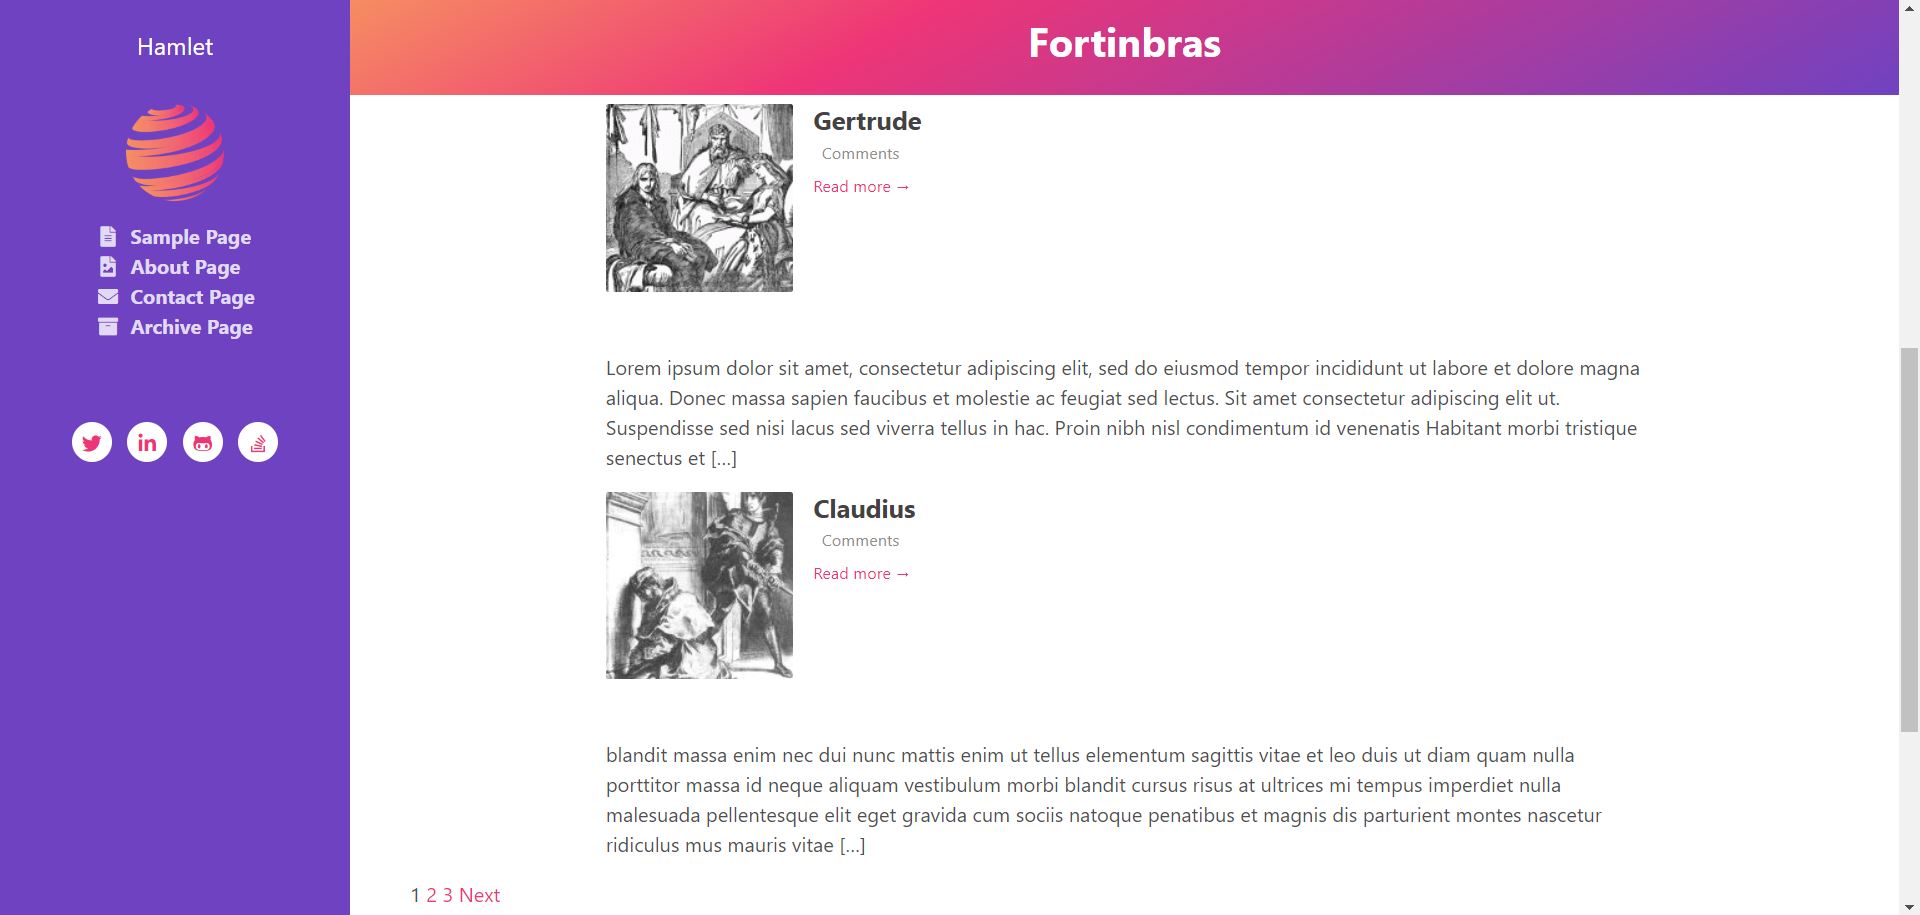 Hamlet
Sample Page
About Page
Contact Page
Archive Page
Fortinbras
Gertrude
Comments
Read more →
Lorem ipsum dolor sit amet, consectetur adipiscing elit, sed do eiusmod tempor incididunt ut labore et dolore magna
aliqua. Donec massa sapien faucibus et molestie ac feugiat sed lectus. Sit amet consectetur adipiscing elit ut.
Suspendisse sed nisi lacus sed viverra tellus in hac. Proin nibh nisl condimentum id venenatis Habitant morbi tristique
senectus et […]
Claudius
Comments
Read more →
blandit massa enim nec dui nunc mattis enim ut tellus elementum sagittis vitae et leo duis ut diam quam nulla
porttitor massa id neque aliquam vestibulum morbi blandit cursus risus at ultrices mi tempus imperdiet nulla
malesuada pellentesque elit eget gravida cum sociis natoque penatibus et magnis dis parturient montes nascetur
ridiculus mus mauris vitae […]
1 2 3 Next